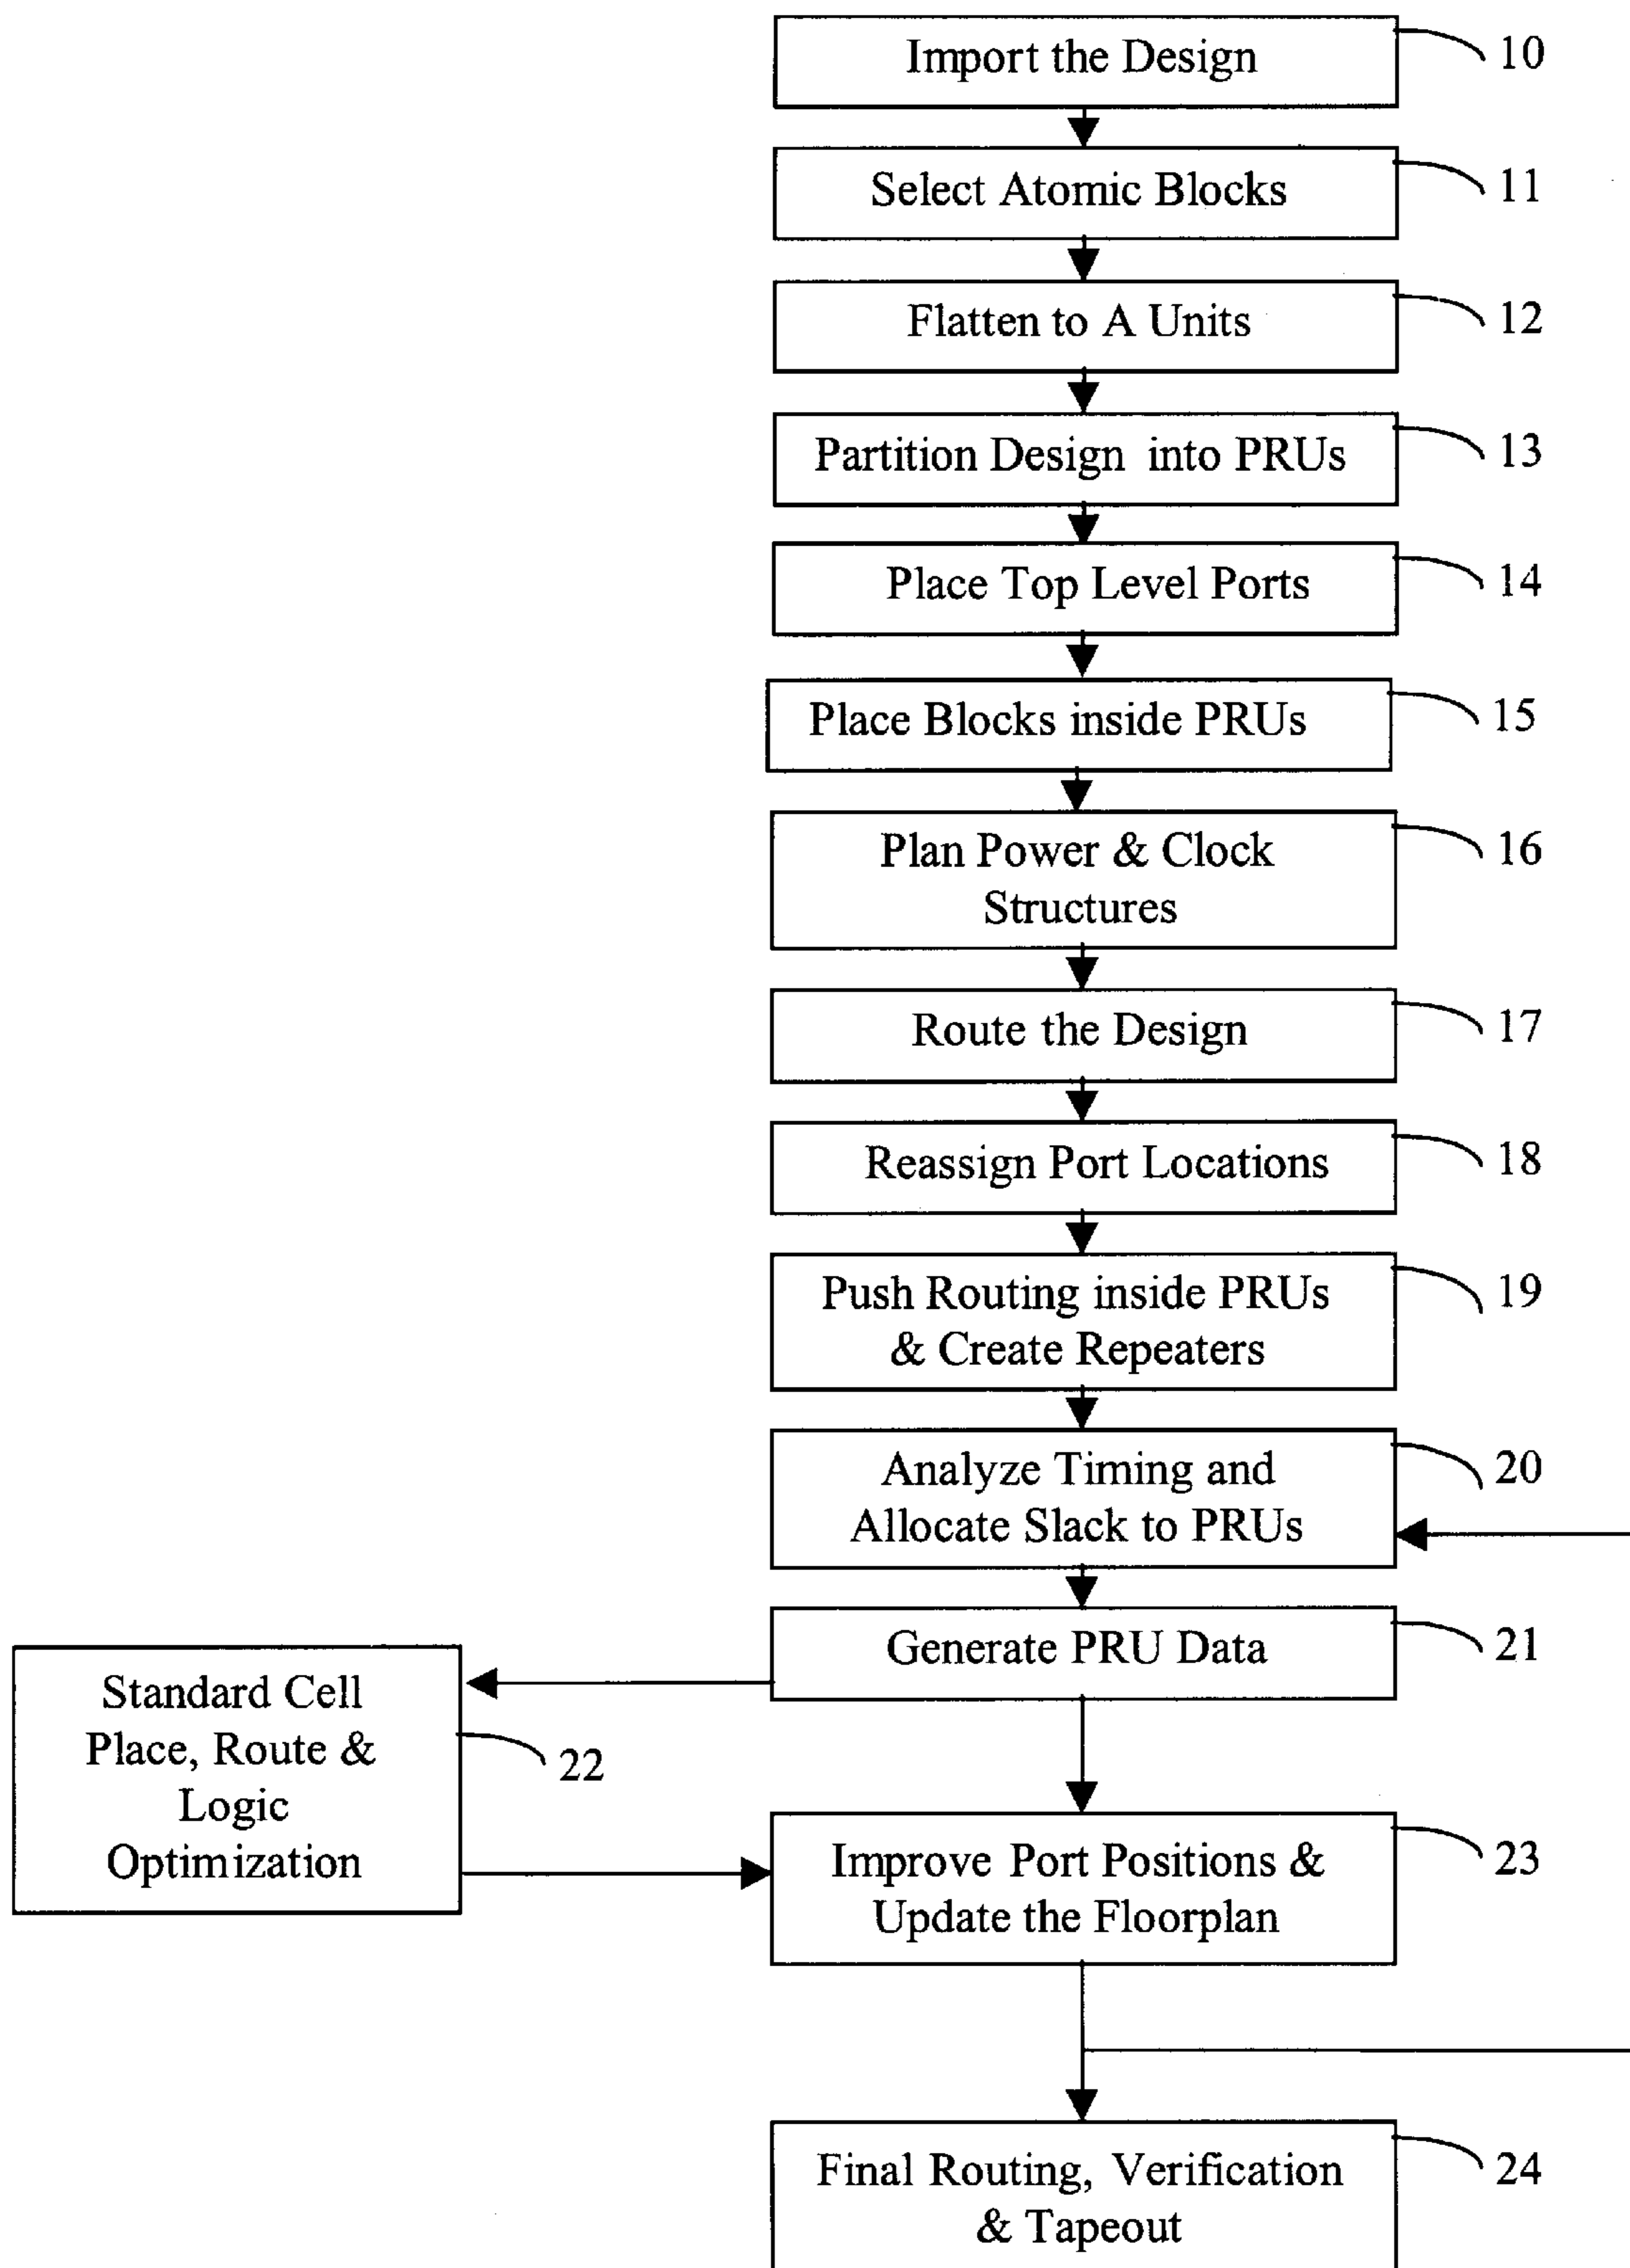 Import the Design
10
Select Atomic Blocks
11
Flatten to A Units
12
Partition Design into PRUs
13
Place Top Level Ports
14
Place Blocks inside PRUs
15
Plan Power & Clock
Structures
16
Route the Design
17
Reassign Port Locations
18
Push Routing inside PRUs
& Create Repeaters
19
Analyze Timing and
Allocate Slack to PRUs
20
Generate PRU Data
21
Standard Cell
Place, Route &
Logic
Optimization
22
Improve Port Positions &
Update the Floorplan
23
Final Routing, Verification
& Tapeout
24